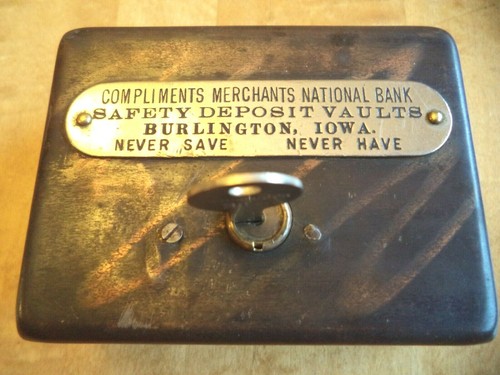 COMPLIMENTS MERCHANTS NATIONAL BANK
SAFETY DEPOSIT VAULTS
BURLINGTON, IOWA.
NEVER SAVE NEVER HAVE